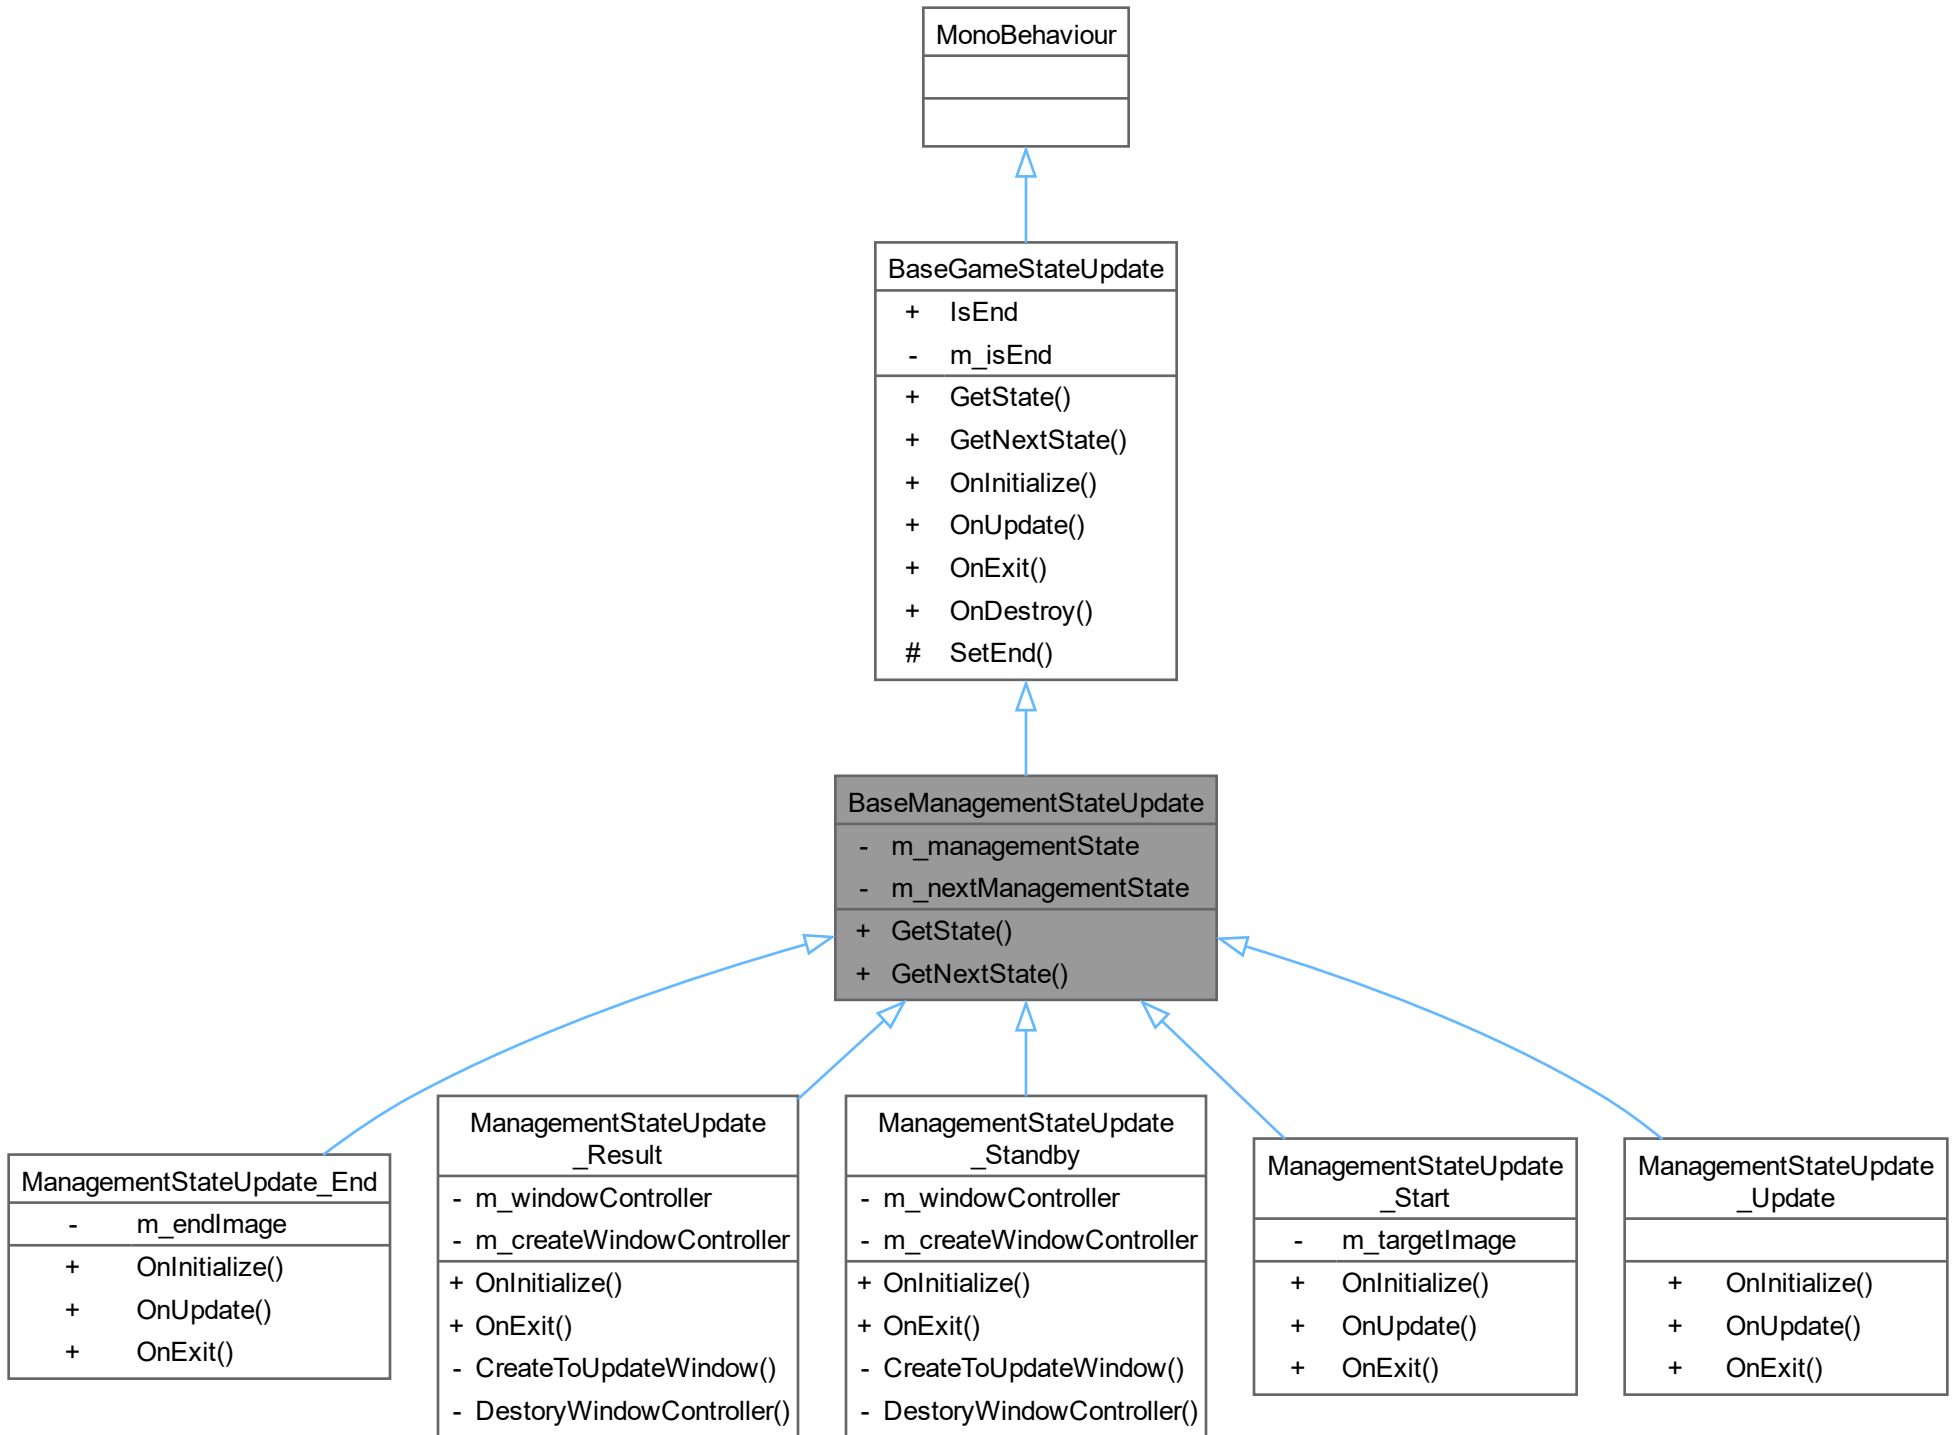 MonoBehaviour
BaseGameStateUpdate
+ IsEnd
- m_isEnd
+ GetState()
+ GetNextState()
+ OnInitialize()
+ OnUpdate()
+ OnExit()
+ OnDestroy()
# SetEnd()
BaseManagementStateUpdate
- m_managementState
- m_nextManagementState
+ GetState()
+ GetNextState()
ManagementStateUpdate_End
- m_endImage
+ OnInitialize()
+ OnUpdate()
+ OnExit()
ManagementStateUpdate
_Result
- m_windowController
- m_createWindowController
+ OnInitialize()
+ OnExit()
- CreateToUpdateWindow()
- DestoryWindowController()
ManagementStateUpdate
_Standby
- m_windowController
- m_createWindowController
+ OnInitialize()
+ OnExit()
- CreateToUpdateWindow()
- DestoryWindowController()
ManagementStateUpdate
_Start
- m_targetImage
+ OnInitialize()
+ OnUpdate()
+ OnExit()
ManagementStateUpdate
_Update
+ OnInitialize()
+ OnUpdate()
+ OnExit()